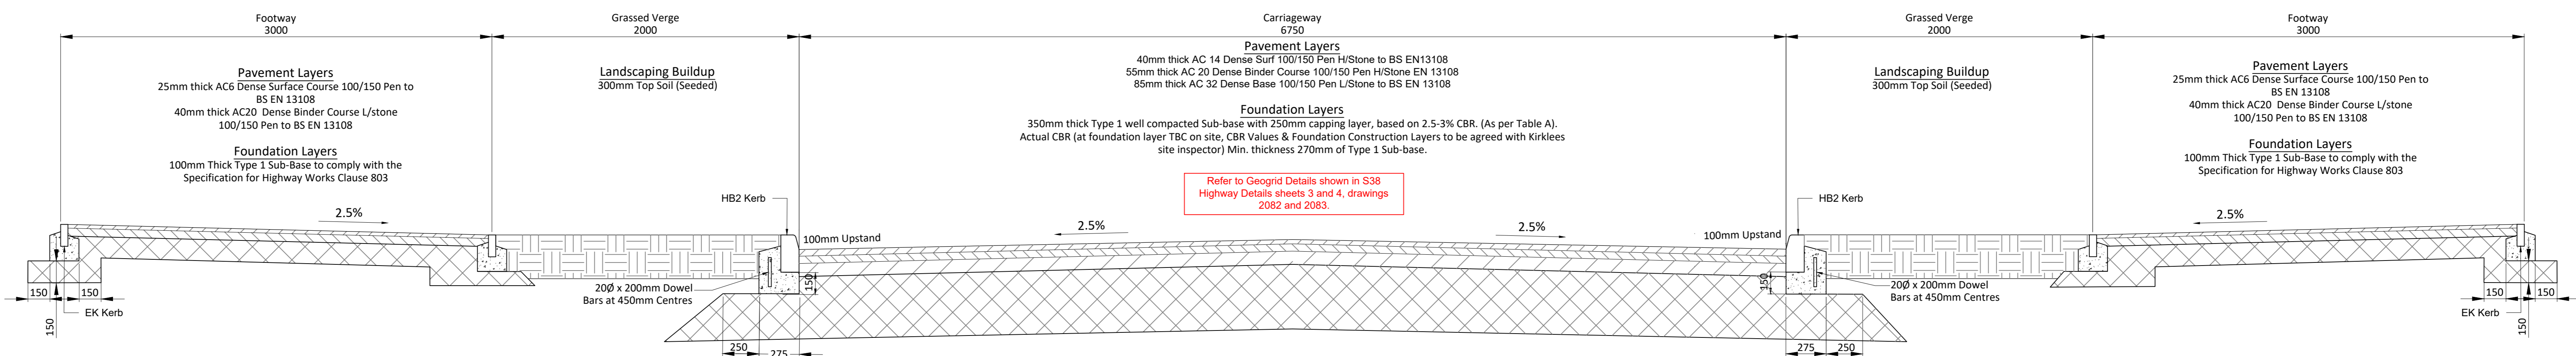 Footway
3000
Grassed Verge
2000
Carriageway
6750
Grassed Verge
2000
Footway
3000
Pavement Layers
25mm thick AC6 Dense Surface Course 100/150 Pen to
BS EN 13108
40mm thick AC20 Dense Binder Course L/stone
100/150 Pen to BS EN 13108
Foundation Layers
100mm Thick Type 1 Sub-Base to comply with the
Specification for Highway Works Clause 803
Landscaping Buildup
300mm Top Soil (Seeded)
Pavement Layers
40mm thick AC 14 Dense Surf 100/150 Pen H/Stone to BS EN13108
55mm thick AC 20 Dense Binder Course 100/150 Pen H/Stone EN 13108
85mm thick AC 32 Dense Base 100/150 Pen L/Stone to BS EN 13108
Foundation Layers
350mm thick Type 1 well compacted Sub-base with 250mm capping layer, based on 2.5-3% CBR. (As per Table A).
Actual CBR (at foundation layer TBC on site, CBR Values & Foundation Construction Layers to be agreed with Kirklees
site inspector) Min. thickness 270mm of Type 1 Sub-base.
Refer to Geogrid Details shown in S38
Highway Details sheets 3 and 4, drawings
2082 and 2083.
Landscaping Buildup
300mm Top Soil (Seeded)
Pavement Layers
25mm thick AC6 Dense Surface Course 100/150 Pen to
BS EN 13108
40mm thick AC20 Dense Binder Course L/stone
100/150 Pen to BS EN 13108
Foundation Layers
100mm Thick Type 1 Sub-Base to comply with the
Specification for Highway Works Clause 803
2.5%
HB2 Kerb
100mm Upstand
2.5%
2.5%
100mm Upstand
HB2 Kerb
2.5%
150
150
EK Kerb
150
20Ø x 200mm Dowel
Bars at 450mm Centres
150
250
275
150
275
250
20Ø x 200mm Dowel
Bars at 450mm Centres
150
150
EK Kerb
150